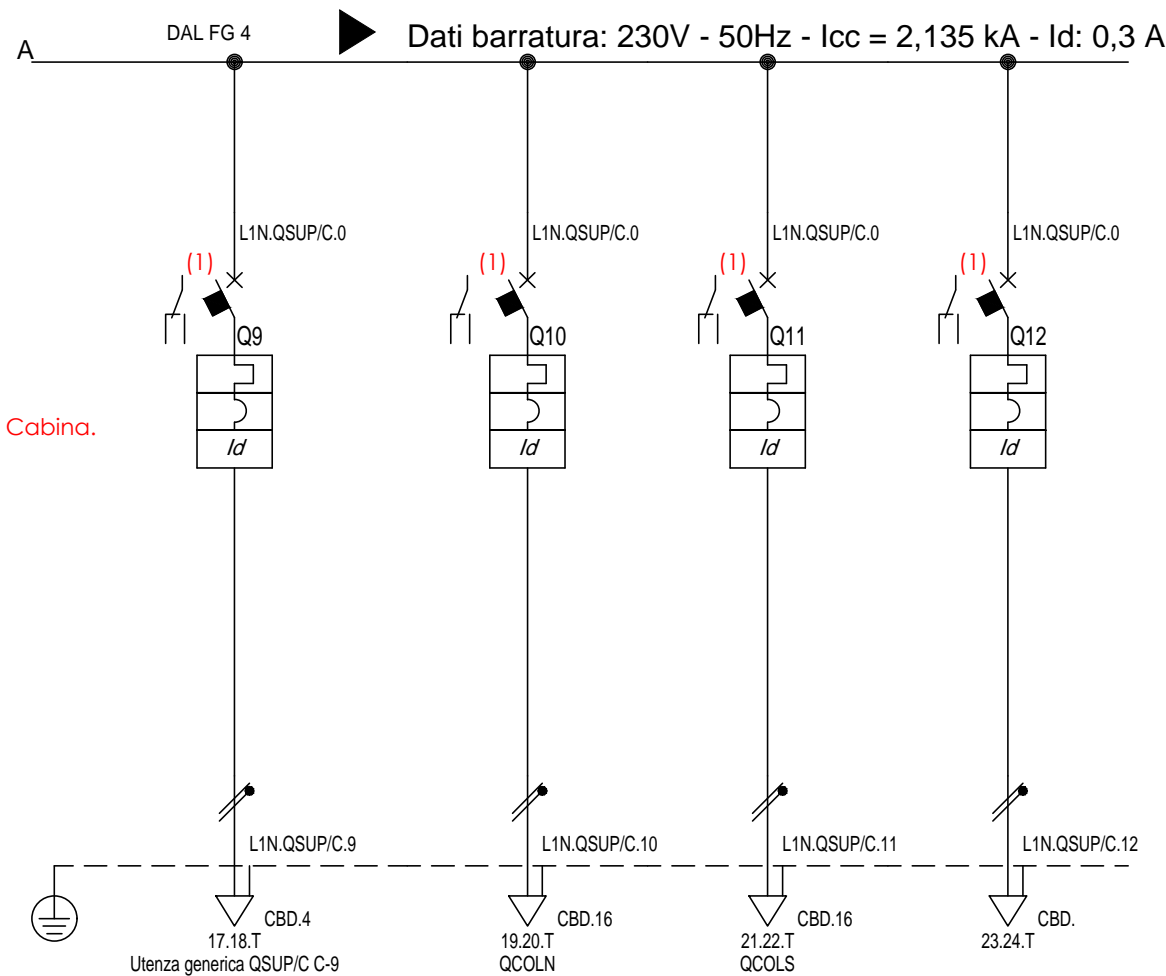 DAL FG 4
Dati barratura: 230V - 50Hz - Icc = 2,135 kA - Id: 0,3 A
A
L1N.QSUP/C.0
L1N.QSUP/C.0
L1N.QSUP/C.0
L1N.QSUP/C.0
(1)
(1)
(1)
(1)
Q9
Q10
Q11
Q12
Cabina.
Id
Id
Id
Id
L1N.QSUP/C.9
L1N.QSUP/C.10
L1N.QSUP/C.11
L1N.QSUP/C.12
CBD.4
CBD.16
CBD.16
CBD.
17.18.T
19.20.T
21.22.T
23.24.T
Utenza generica QSUP/C C-9
QCOLN
QCOLS